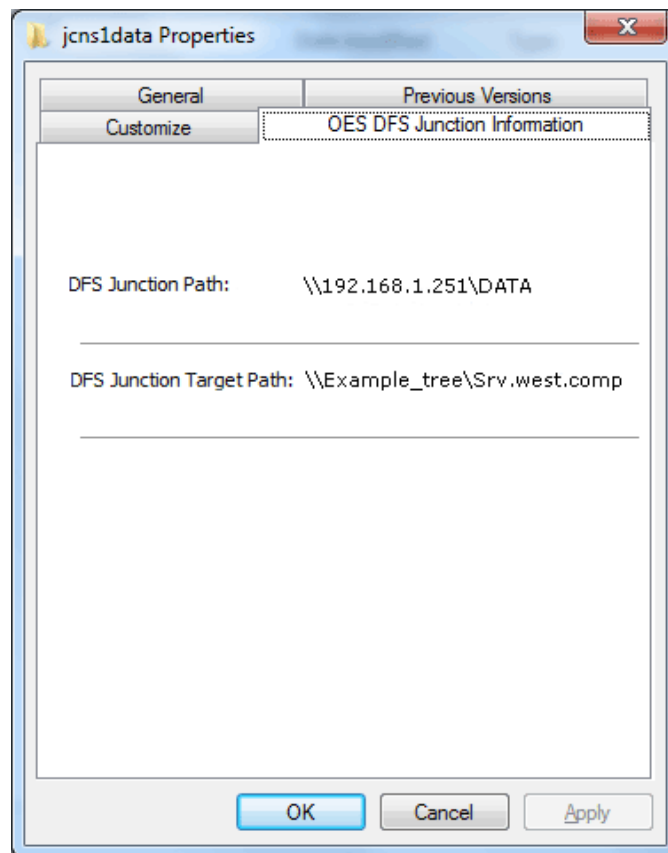 jcns1data Properties
General Previous Versions
Customize OES DFS Junction Information
DFS Junction Path: \\192.168.1.251\DATA
DFS Junction Target Path: \\Example_tree\Srv.west.comp
OK Cancel Apply